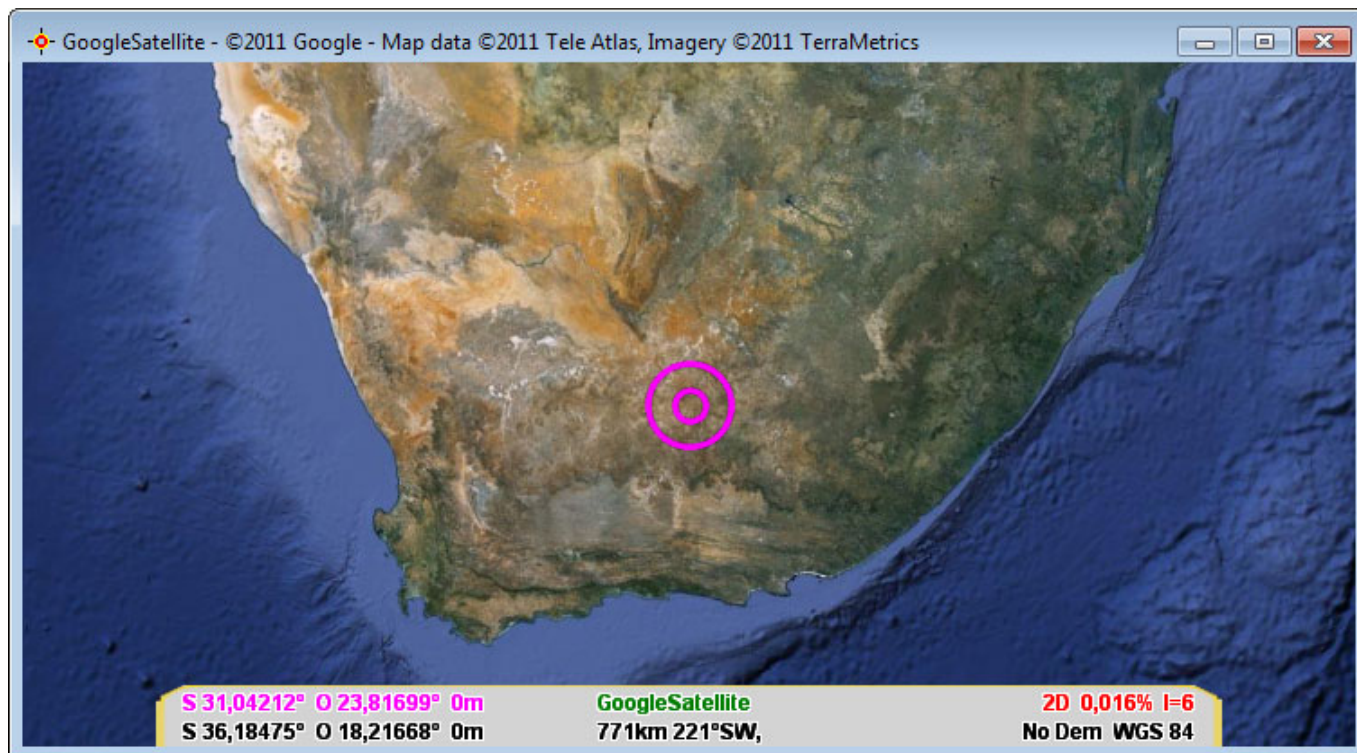 GoogleSatellite - ©2011 Google - Map data ©2011 Tele Atlas, Imagery ©2011 TerraMetrics
S 31,04212° O 23,81699° 0m GoogleSatellite 2D 0,016% l=6
S 36,18475° O 18,21668° 0m 771km 221°SW, No Dem WGS 84